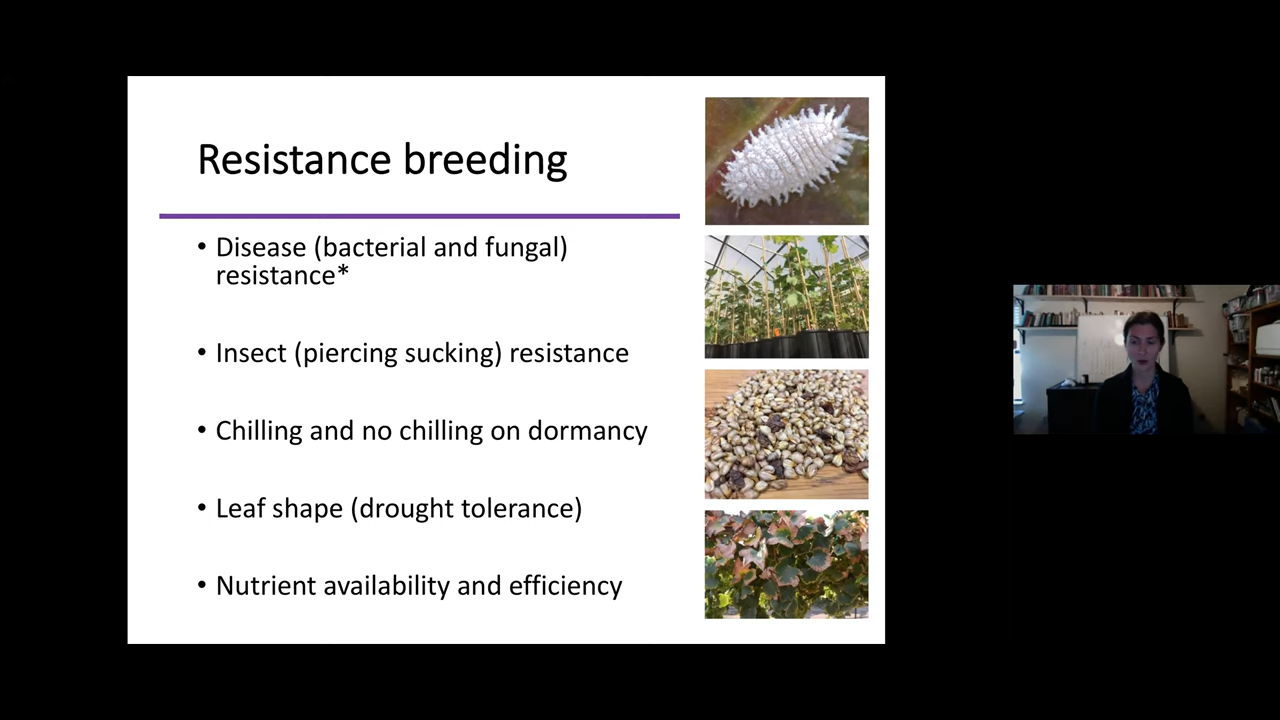 Resistance breeding
• Disease (bacterial and fungal)
resistance*
• Insect (piercing sucking) resistance
• Chilling and no chilling on dormancy
• Leaf shape (drought tolerance)
• Nutrient availability and efficiency